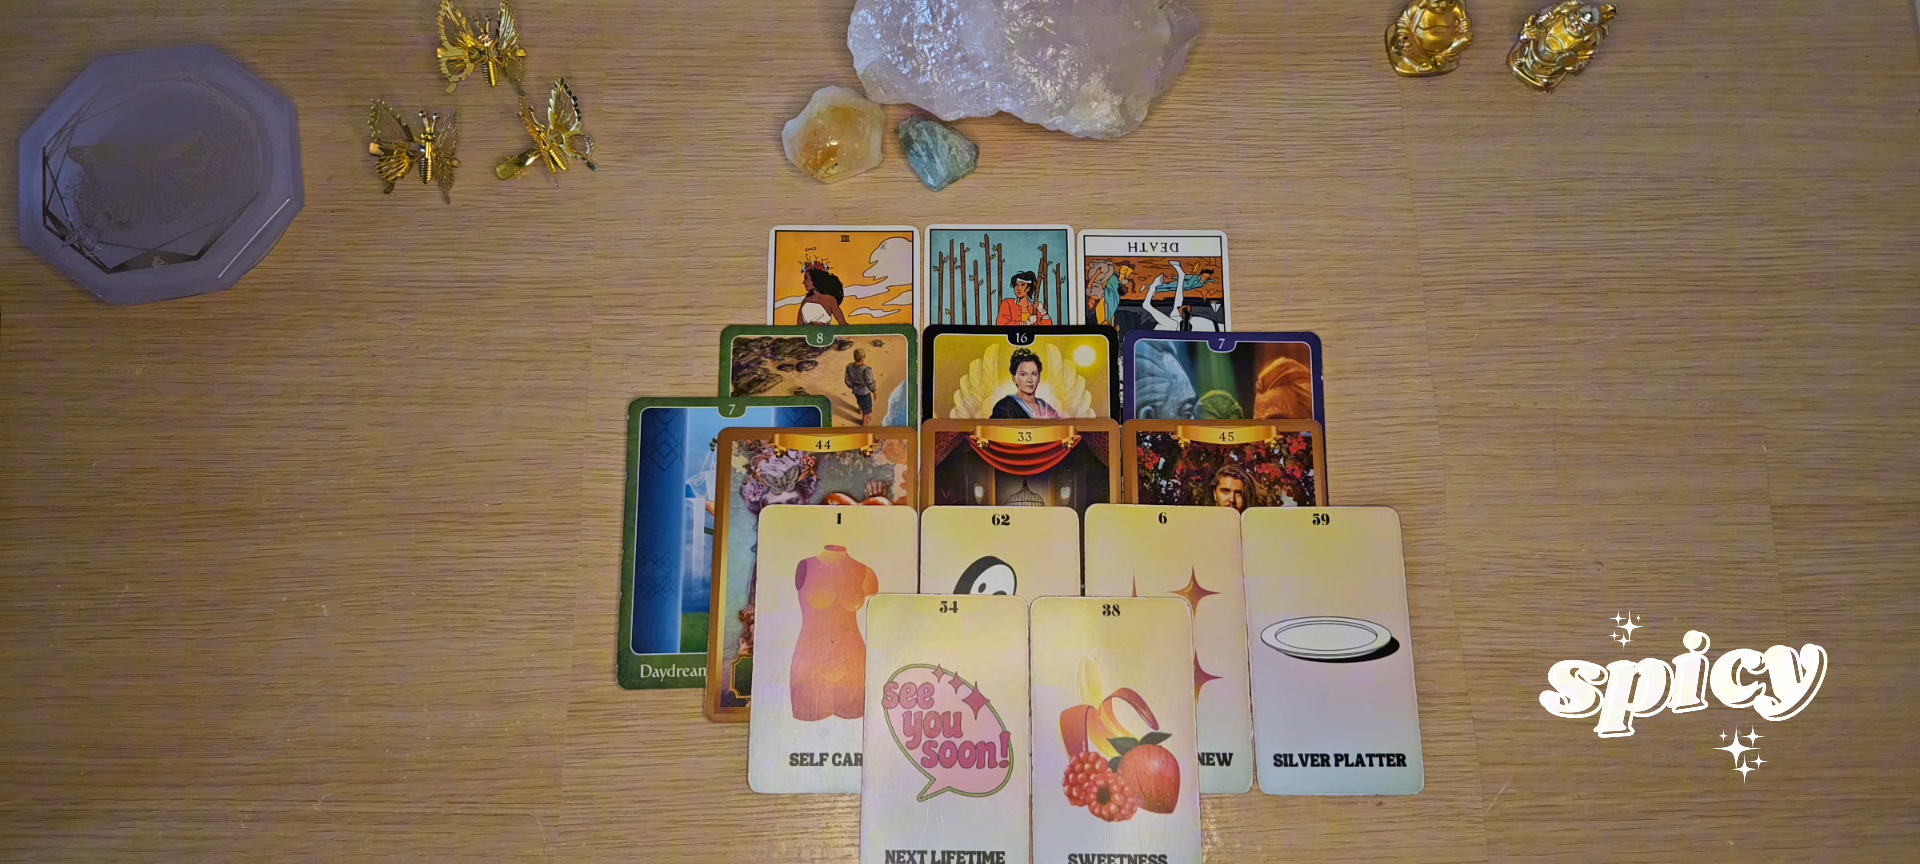 DEATH
8
16
7
7
44
33
45
1
62
6
59
54
38
see
you
soon!
Daydream
SELF CAR
NEW
SILVER PLATTER
NEXT LIFETIME
SWEETNESS
spicy